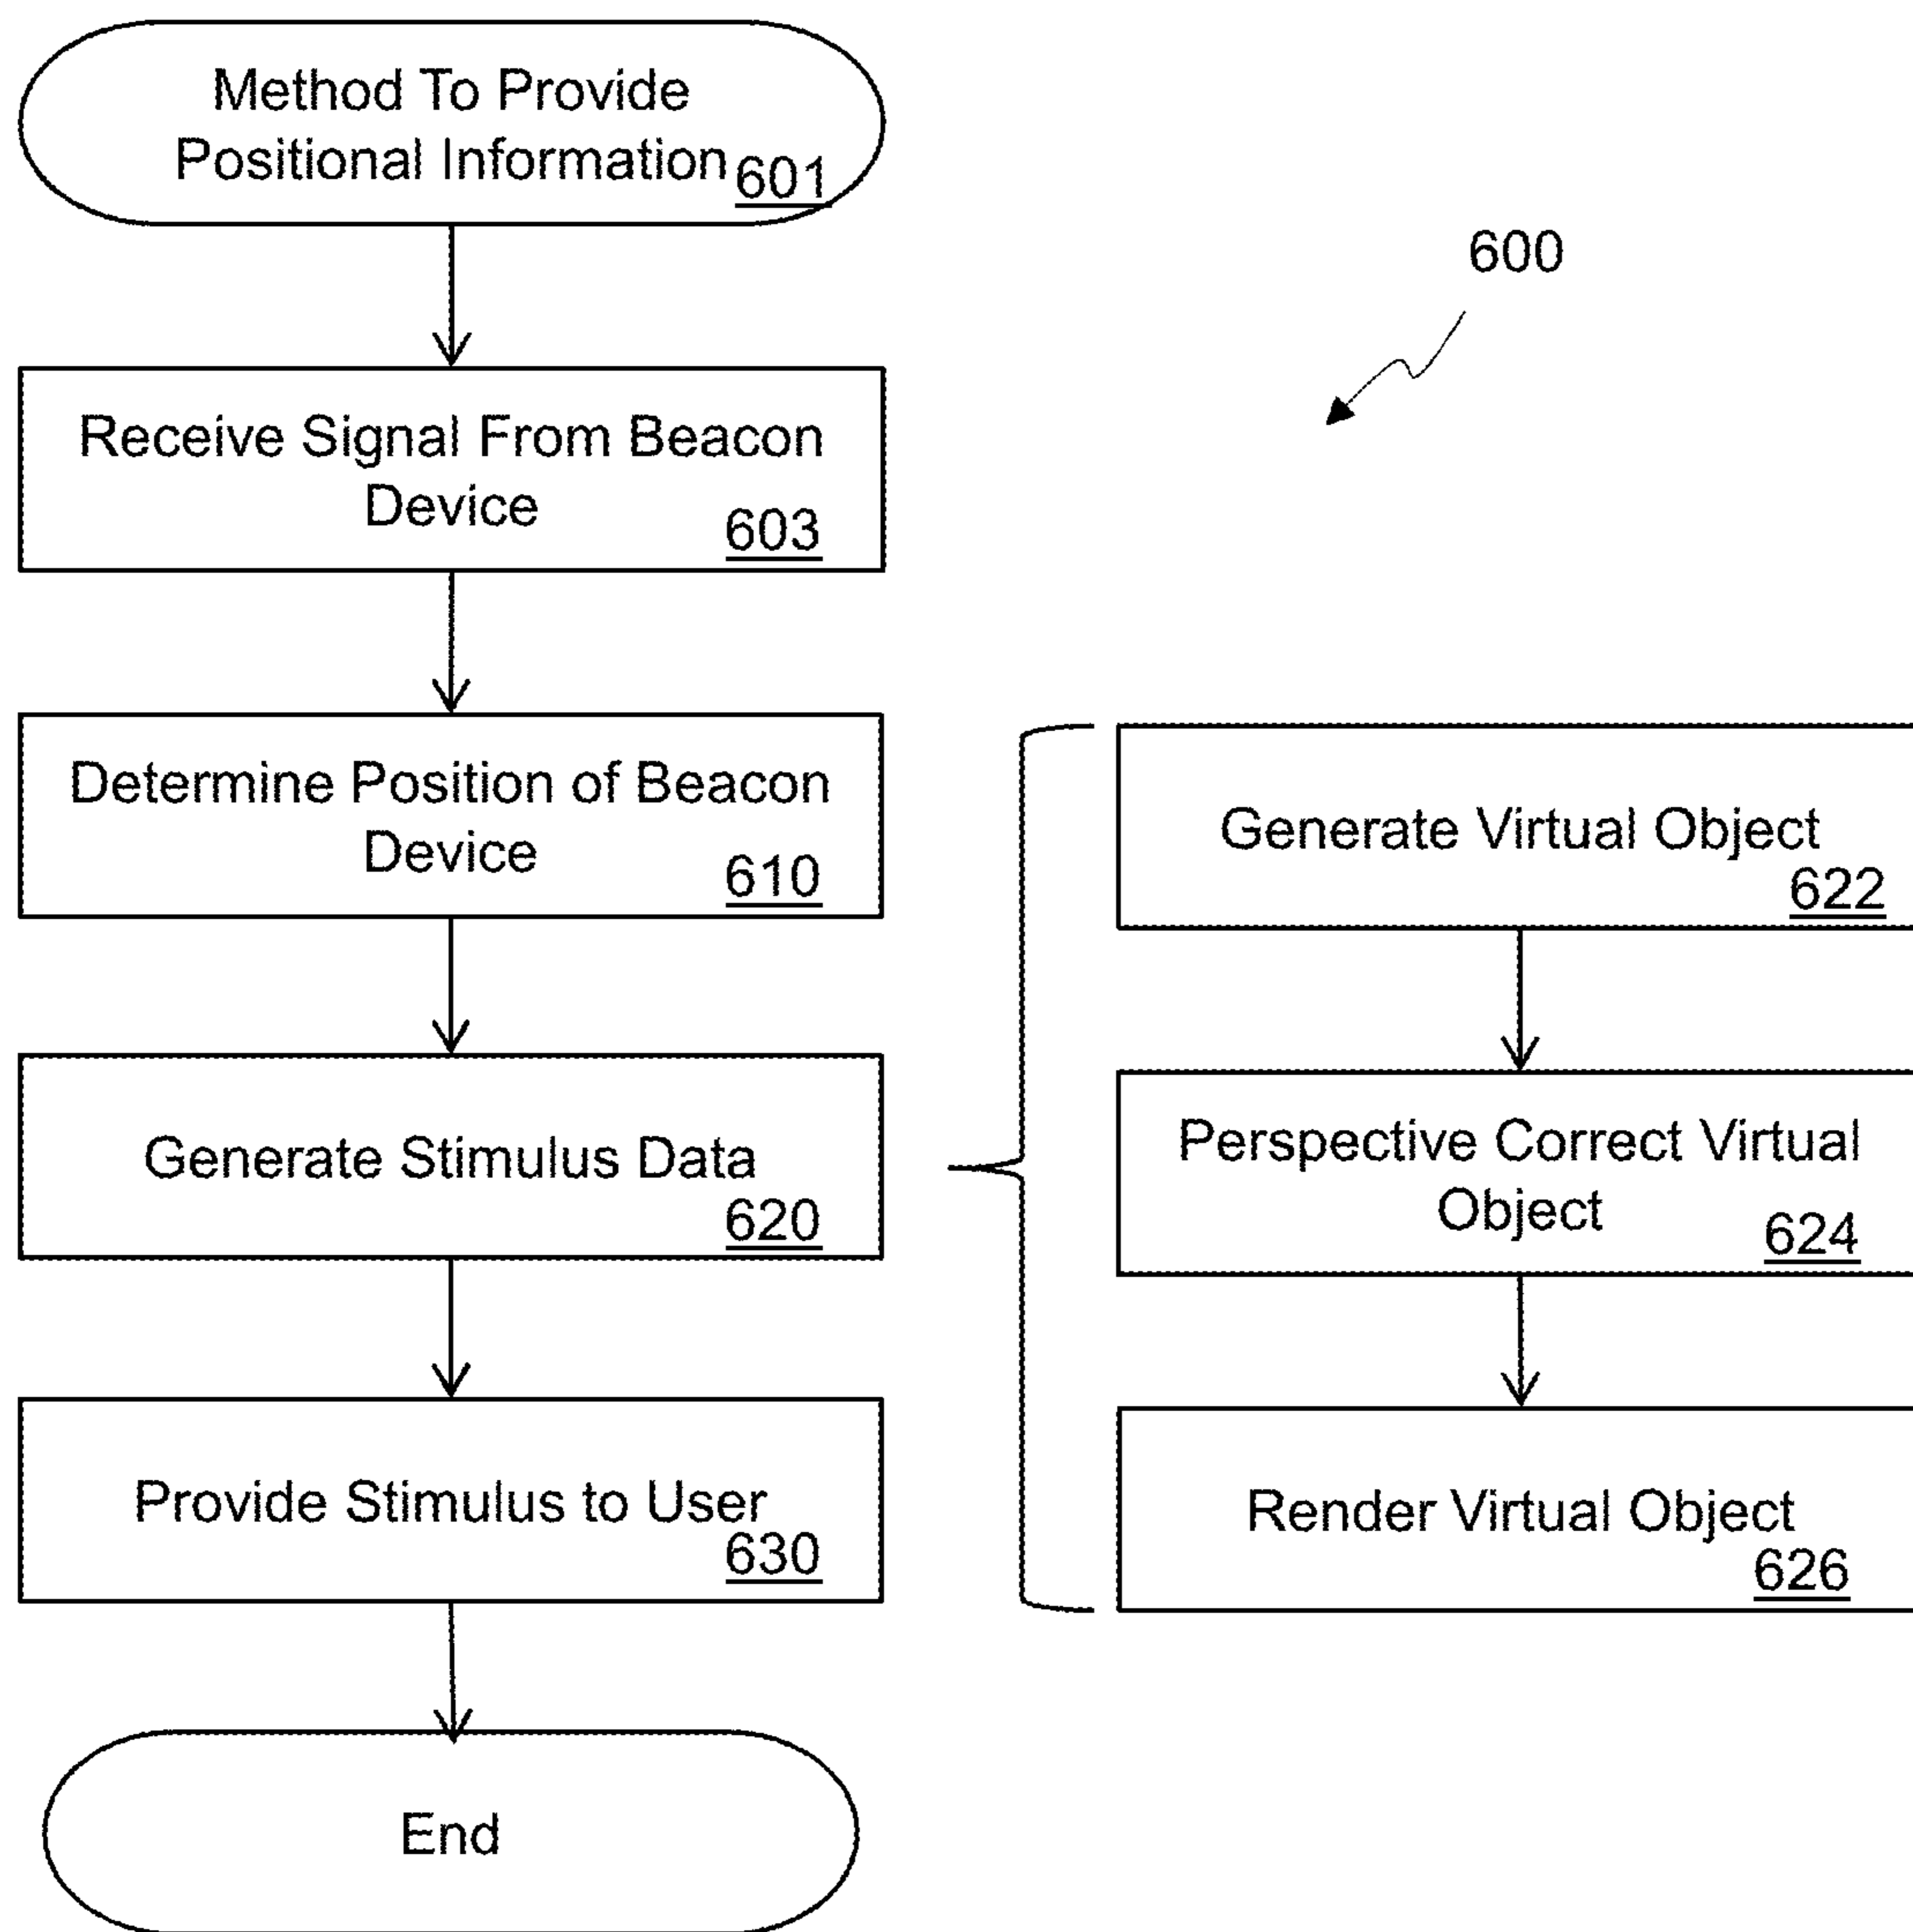 Method To Provide
Positional Information 601
600
Receive Signal From Beacon
Device 603
Determine Position of Beacon
Device 610
Generate Stimulus Data
620
Provide Stimulus to User
630
End
Generate Virtual Object
622
Perspective Correct Virtual
Object 624
Render Virtual Object
626